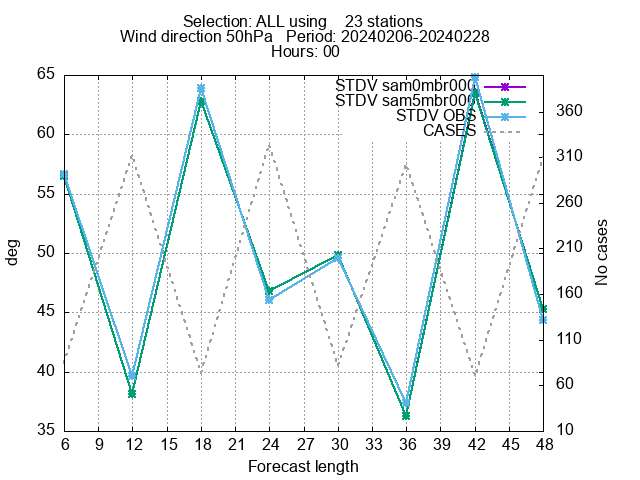 Selection: ALL using    23 stations
Wind direction 50hPa   Period: 20240206-20240228
Hours: 00
STDV sam0mbr000
STDV sam5mbr000
STDV OBS
CASES
65
60
55
50
45
40
35
deg
360
310
260
210
160
110
60
10
No cases
6 9 12 15 18 21 24 27 30 33 36 39 42 45 48
Forecast length